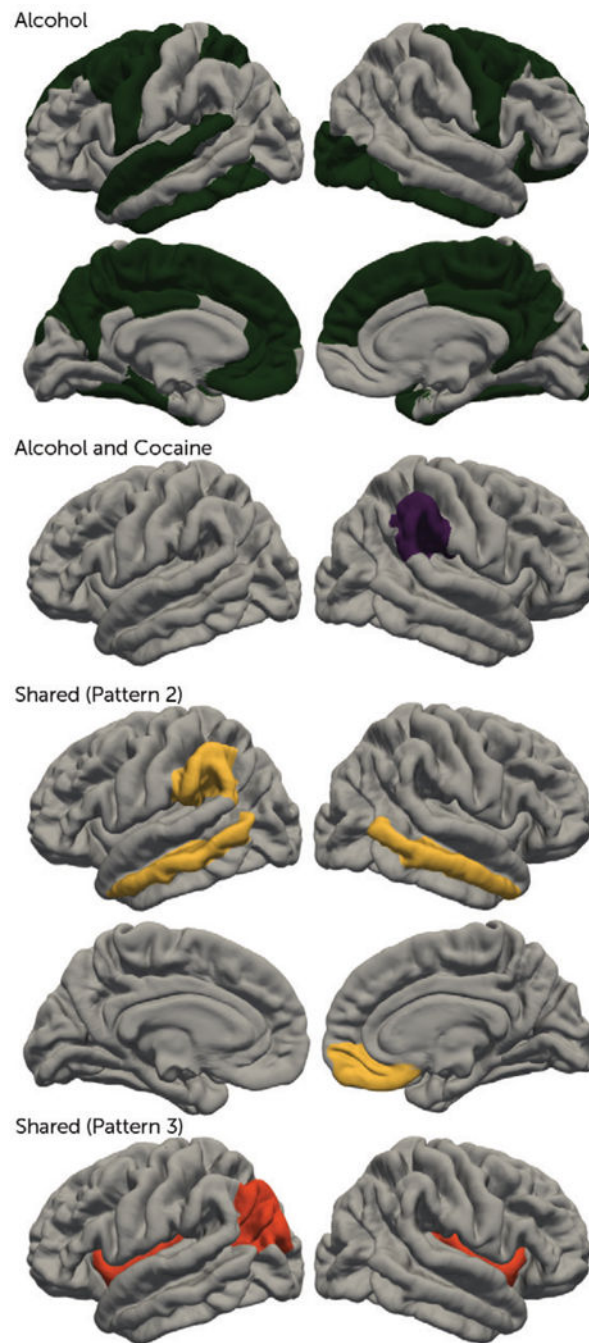 Alcohol
Alcohol and Cocaine
Shared (Pattern 2)
Shared (Pattern 3)